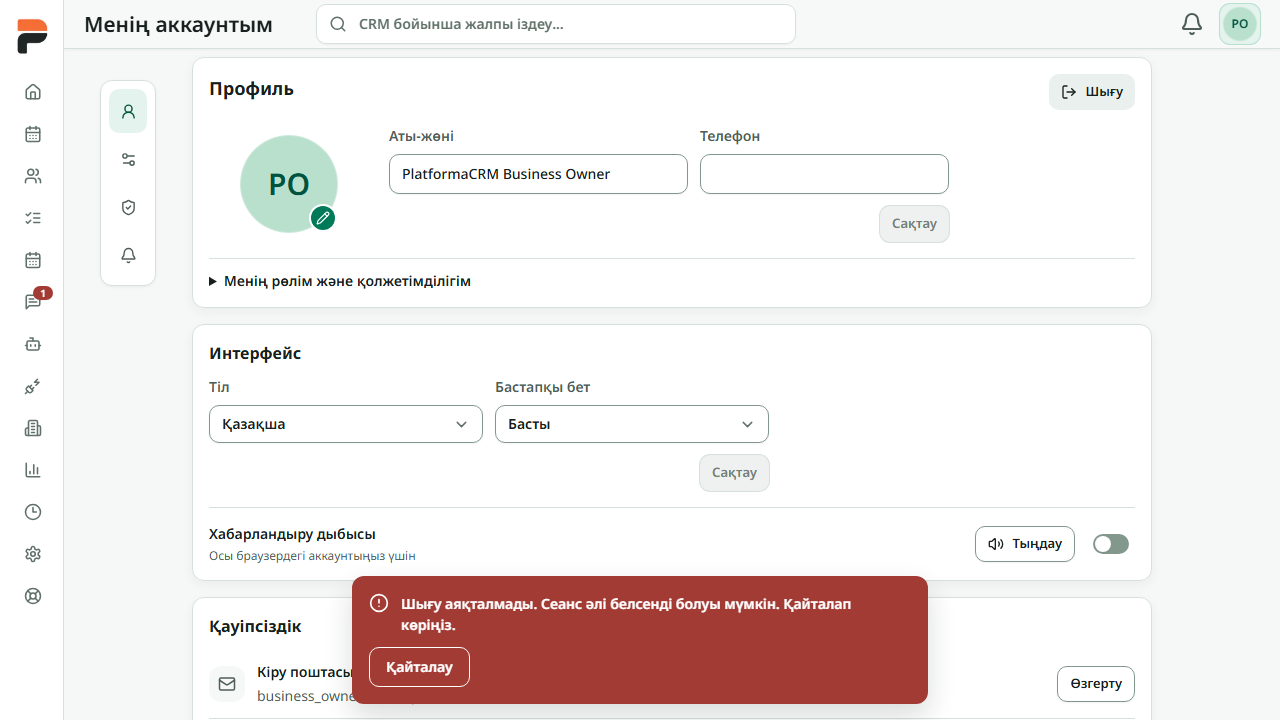 Менің аккаунтым
CRM бойынша жалпы іздеу...
PO
Профиль
Шығу
PO
Аты-жөні
Телефон
PlatformaCRM Business Owner
Сақтау
Менің рөлім және қолжетімділігім
1
Интерфейс
Тіл
Бастапқы бет
Қазақша
Басты
Сақтау
Хабарландыру дыбысы
Осы браузердегі аккаунтыңыз үшін
Тыңдау
Шығу аяқталмады. Сеанс әлі белсенді болуы мүмкін. Қайталап
көріңіз.
Қайталау
Қауіпсіздік
Кіру поштасы
business_owne
Өзгерту